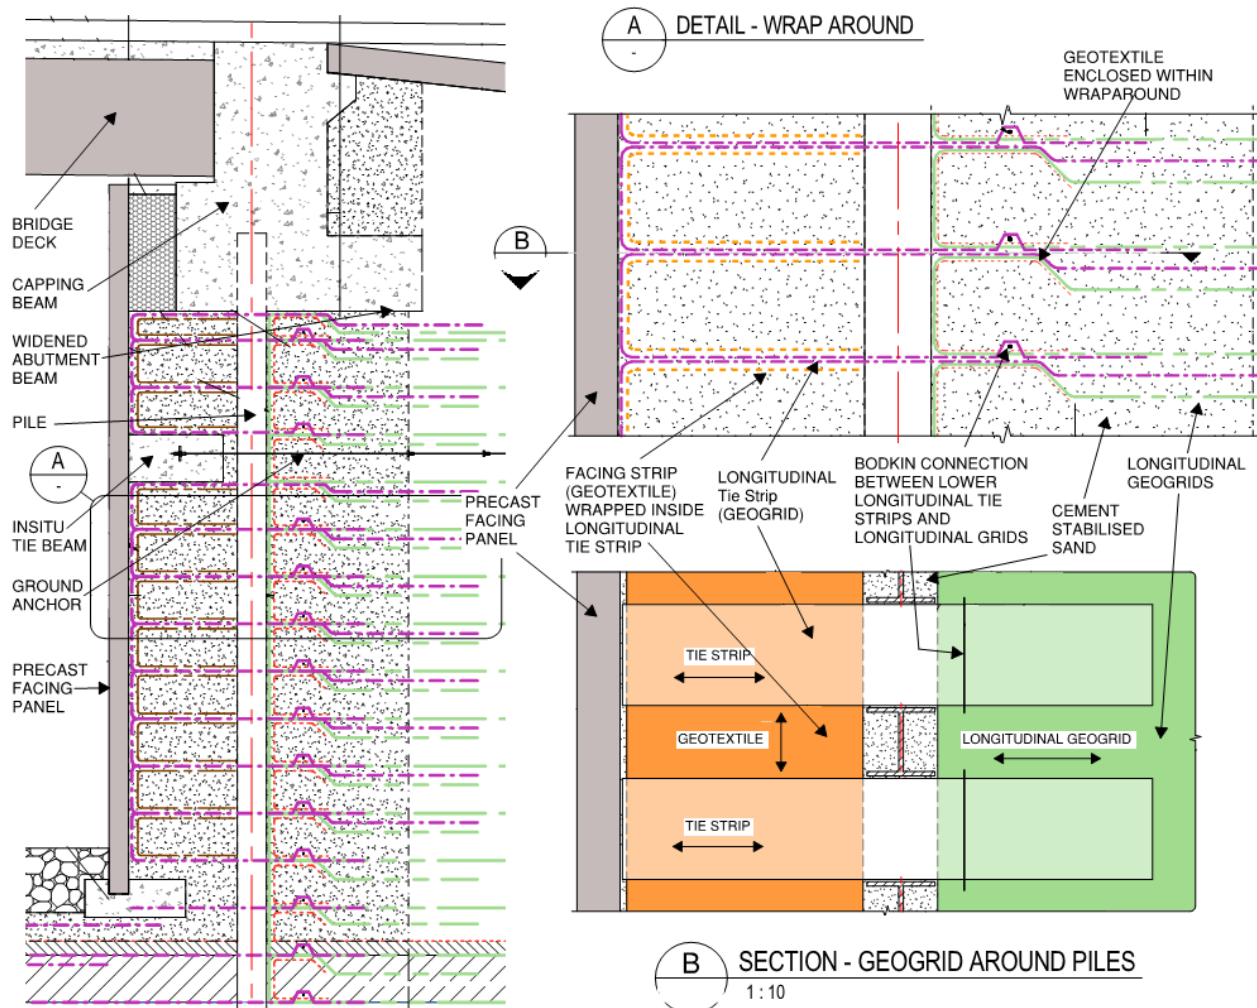 A
-
DETAIL - WRAP AROUND
GEOTEXTILE
ENCLOSED WITHIN
WRAPAROUND
BRIDGE
DECK
CAPPING
BEAM
WIDENED
ABUTMENT
BEAM
PILE
A
-
INSITU
TIE BEAM
GROUND
ANCHOR
PRECAST
FACING
PANEL
B
PRECAST
FACING
PANEL
FACING STRIP
(GEOTEXTILE)
WRAPPED INSIDE
LONGITUDINAL
TIE STRIP
LONGITUDINAL
Tie Strip
(GEOGRID)
BODKIN CONNECTION
BETWEEN LOWER
LONGITUDINAL TIE
STRIPS AND
LONGITUDINAL GRIDS
CEMENT
STABILISED
SAND
LONGITUDINAL
GEOGRIDS
TIE STRIP
GEOTEXTILE
LONGITUDINAL GEOGRID
TIE STRIP
B
SECTION - GEOGRID AROUND PILES
1 : 10